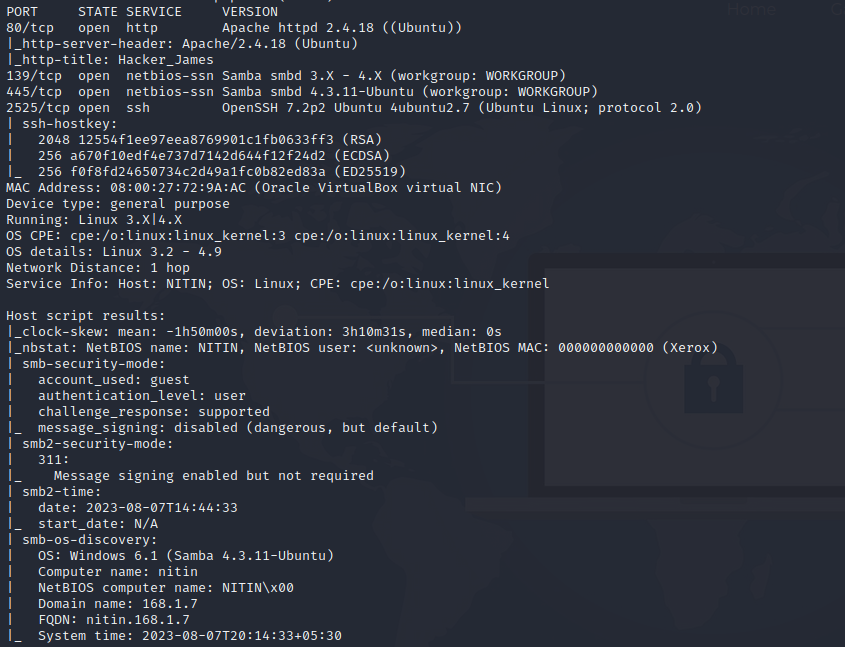 PORT     STATE SERVICE     VERSION
80/tcp   open  http        Apache httpd 2.4.18 ((Ubuntu))
|_http-server-header: Apache/2.4.18 (Ubuntu)
|_http-title: Hacker_James
139/tcp  open  netbios-ssn Samba smbd 3.X - 4.X (workgroup: WORKGROUP)
445/tcp  open  netbios-ssn Samba smbd 4.3.11-Ubuntu (workgroup: WORKGROUP)
2525/tcp open  ssh         OpenSSH 7.2p2 Ubuntu 4ubuntu2.7 (Ubuntu Linux; protocol 2.0)
| ssh-hostkey:
|   2048 12554f1ee97eea8769901c1fb0633ff3 (RSA)
|   256 a670f10edf4e737d7142d644f12f24d2 (ECDSA)
|_  256 f0f8fd24650734c2d49a1fc0b82ed83a (ED25519)
MAC Address: 08:00:27:72:9A:AC (Oracle VirtualBox virtual NIC)
Device type: general purpose
Running: Linux 3.X|4.X
OS CPE: cpe:/o:linux:linux_kernel:3 cpe:/o:linux:linux_kernel:4
OS details: Linux 3.2 - 4.9
Network Distance: 1 hop
Service Info: Host: NITIN; OS: Linux; CPE: cpe:/o:linux:linux_kernel
Host script results:
|_clock-skew: mean: -1h50m00s, deviation: 3h10m31s, median: 0s
|_nbstat: NetBIOS name: NITIN, NetBIOS user: <unknown>, NetBIOS MAC: 000000000000 (Xerox)
| smb-security-mode:
|   account_used: guest
|   authentication_level: user
|   challenge_response: supported
|_  message_signing: disabled (dangerous, but default)
| smb2-security-mode:
|   311:
|_    Message signing enabled but not required
| smb2-time:
|   date: 2023-08-07T14:44:33
|_  start_date: N/A
| smb-os-discovery:
|   OS: Windows 6.1 (Samba 4.3.11-Ubuntu)
|   Computer name: nitin
|   NetBIOS computer name: NITIN\x00
|   Domain name: 168.1.7
|   FQDN: nitin.168.1.7
|_  System time: 2023-08-07T20:14:33+05:30
Home